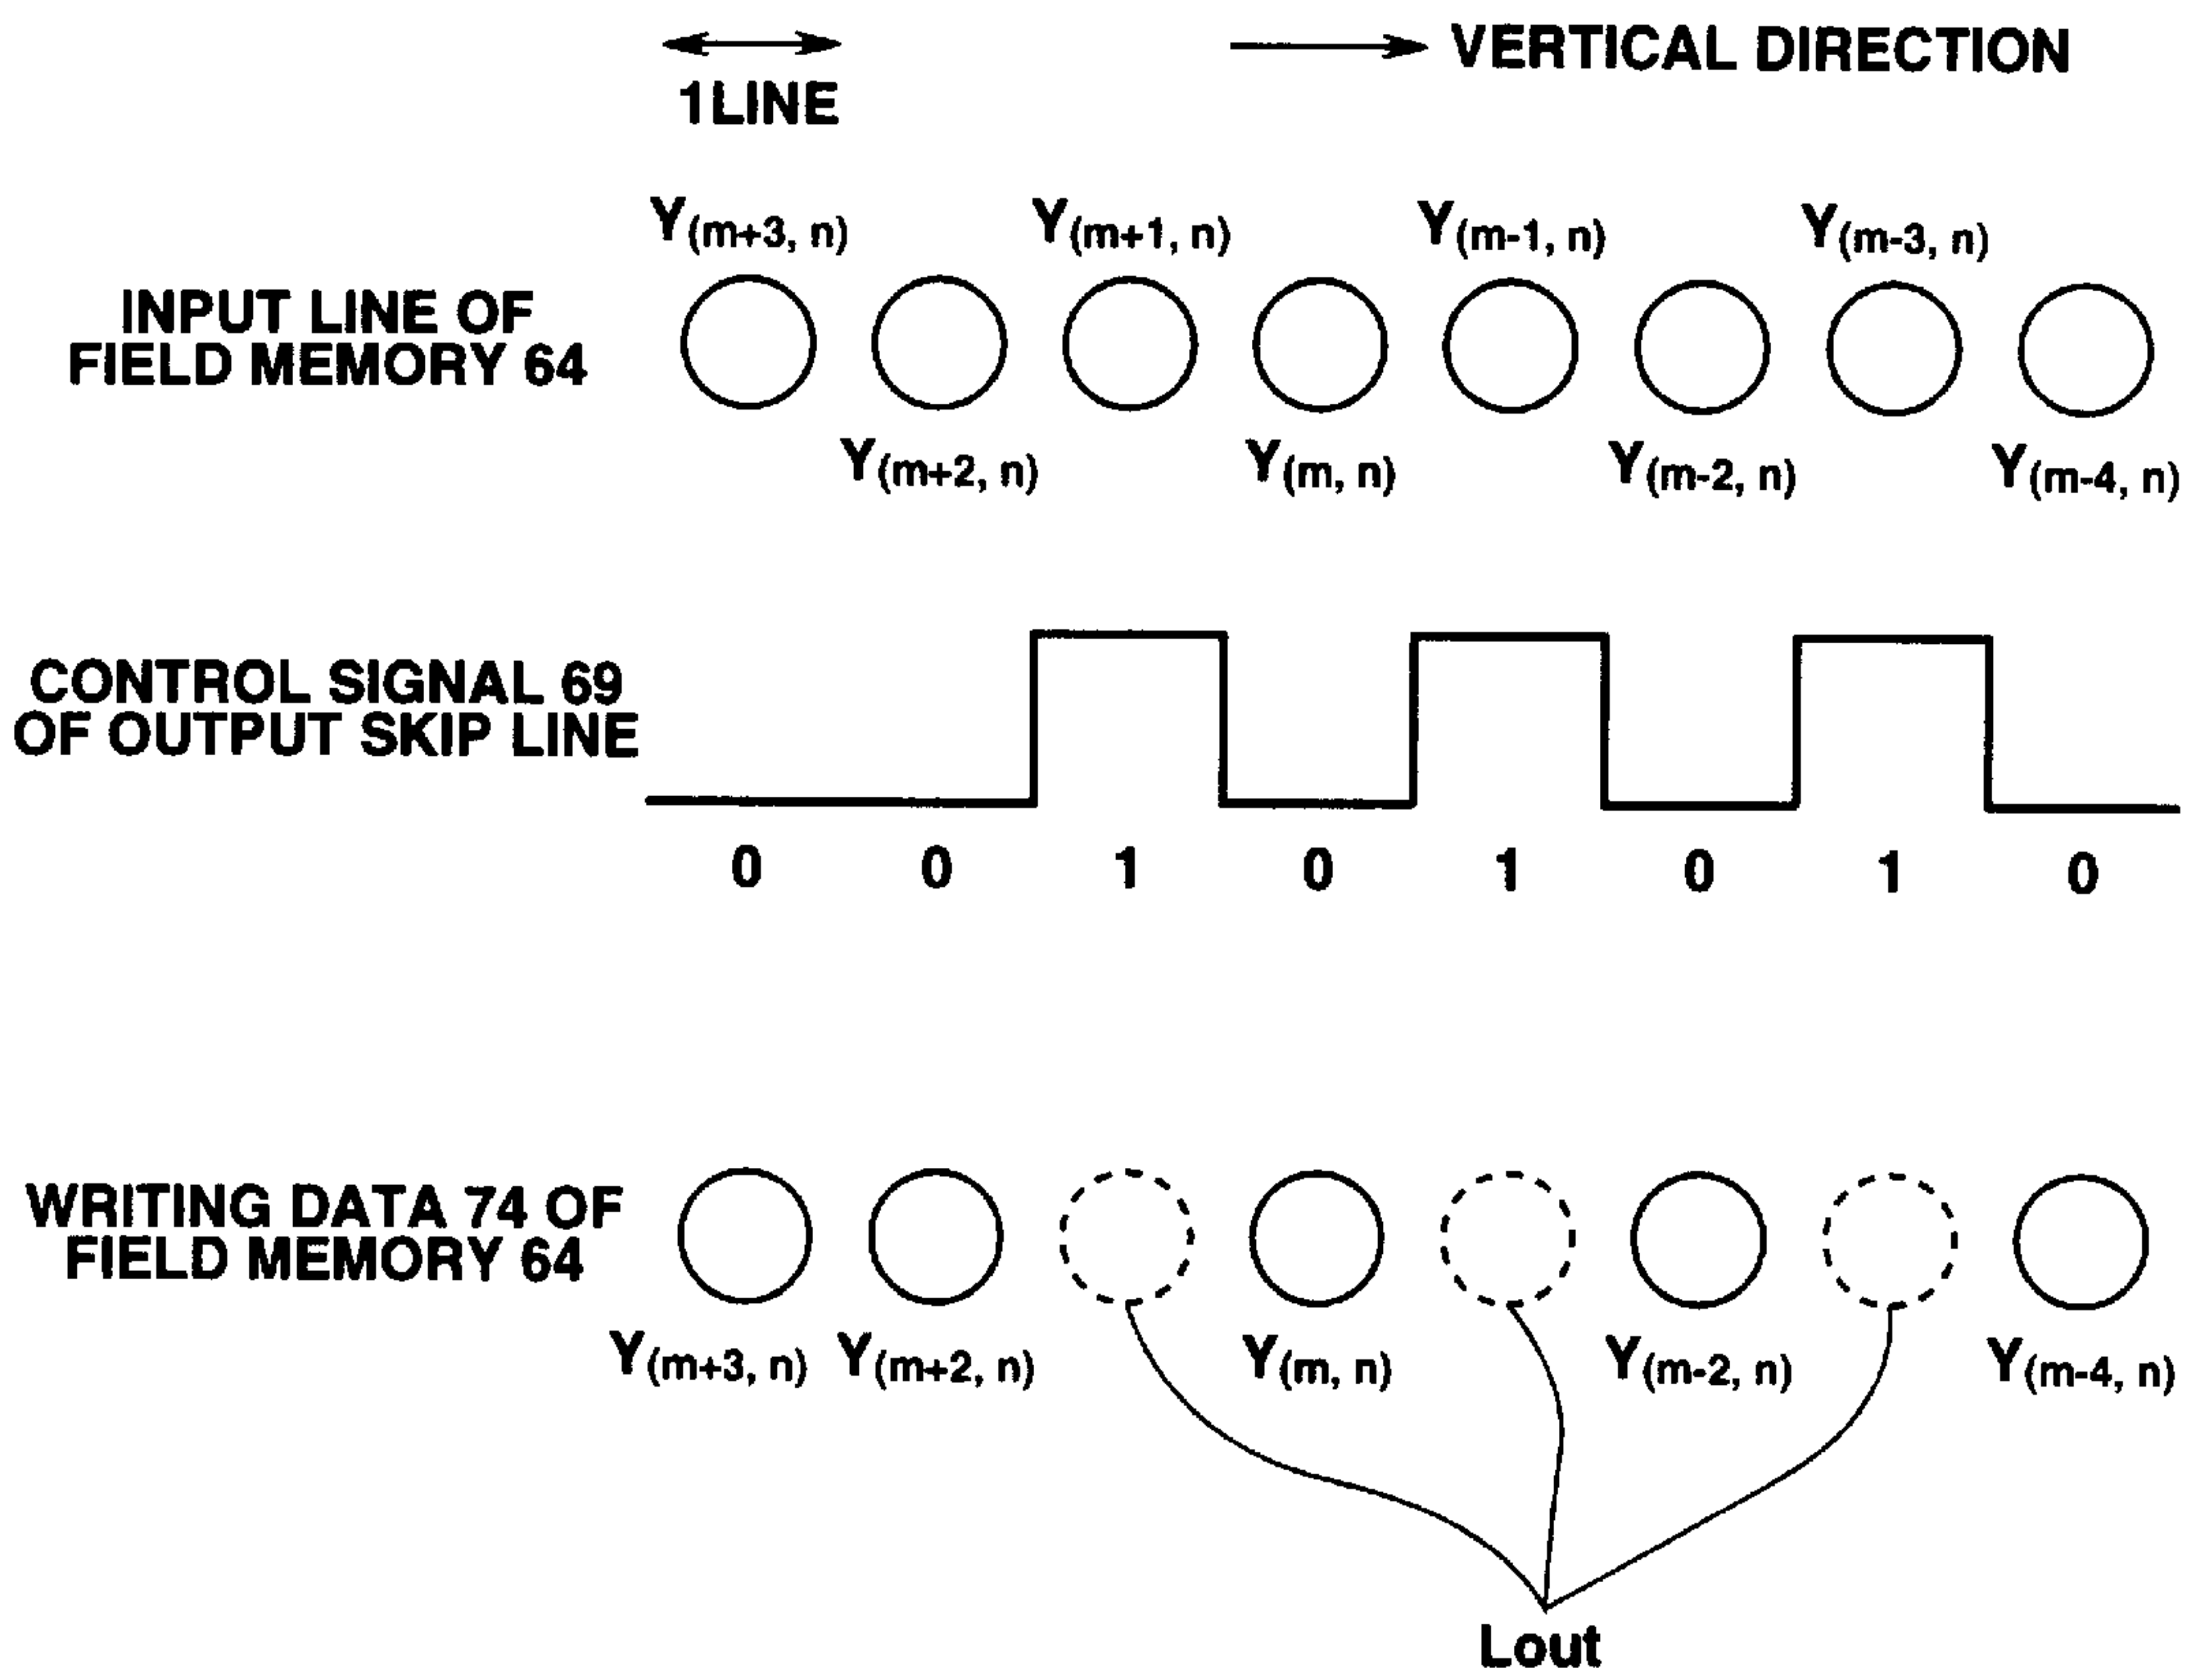 VERTICAL DIRECTION
1LINE
Y(m+3, n) Y(m+1, n) Y(m-1, n) Y(m-3, n)
INPUT LINE OF
FIELD MEMORY 64
Y(m+2, n) Y(m, n) Y(m-2, n) Y(m-4, n)
CONTROL SIGNAL 69
OF OUTPUT SKIP LINE
0 0 1 0 1 0 1 0
WRITING DATA 74 OF
FIELD MEMORY 64
Y(m+3, n) Y(m+2, n) Y(m, n) Y(m-2, n) Y(m-4, n)
Lout